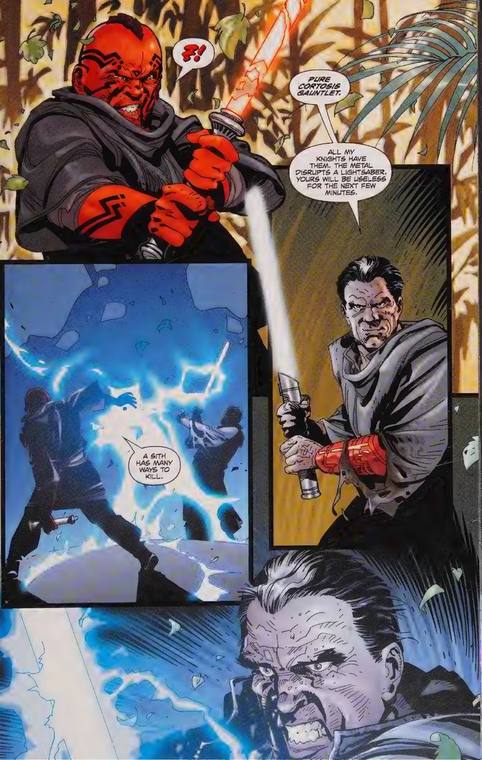 ?!
PURE
CORTOSIS
GAUNTLET.
ALL MY
KNIGHTS HAVE
THEM. THE METAL
DISRUPTS A LIGHTSABER.
YOURS WILL BE USELESS
FOR THE NEXT FEW
MINUTES.
A SITH
HAS MANY
WAYS TO
KILL.